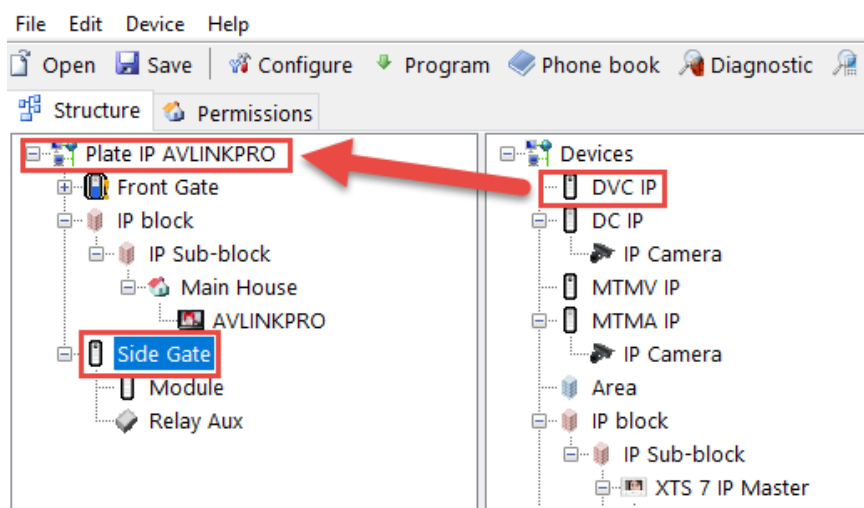 File Edit Device Help
Open Save Configure Program Phone book Diagnostic
Structure Permissions
Plate IP AVLINKPRO
Front Gate
IP block
IP Sub-block
Main House
AVLINKPRO
Side Gate
Module
Relay Aux
Devices
DVC IP
DC IP
IP Camera
MTMV IP
MTMA IP
IP Camera
Area
IP block
IP Sub-block
XTS 7 IP Master